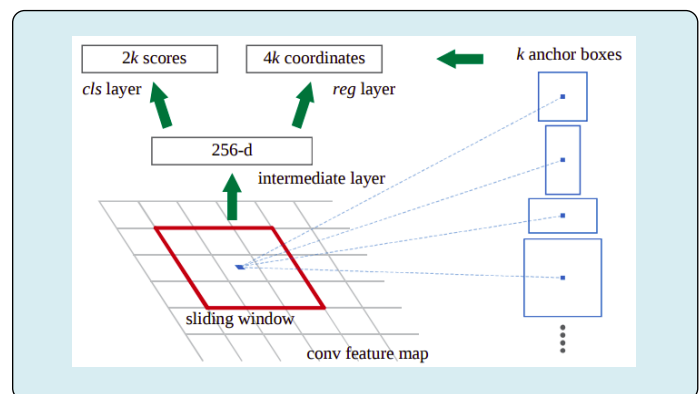 2k scores
4k coordinates
k anchor boxes
cls layer
reg layer
256-d
intermediate layer
sliding window
conv feature map